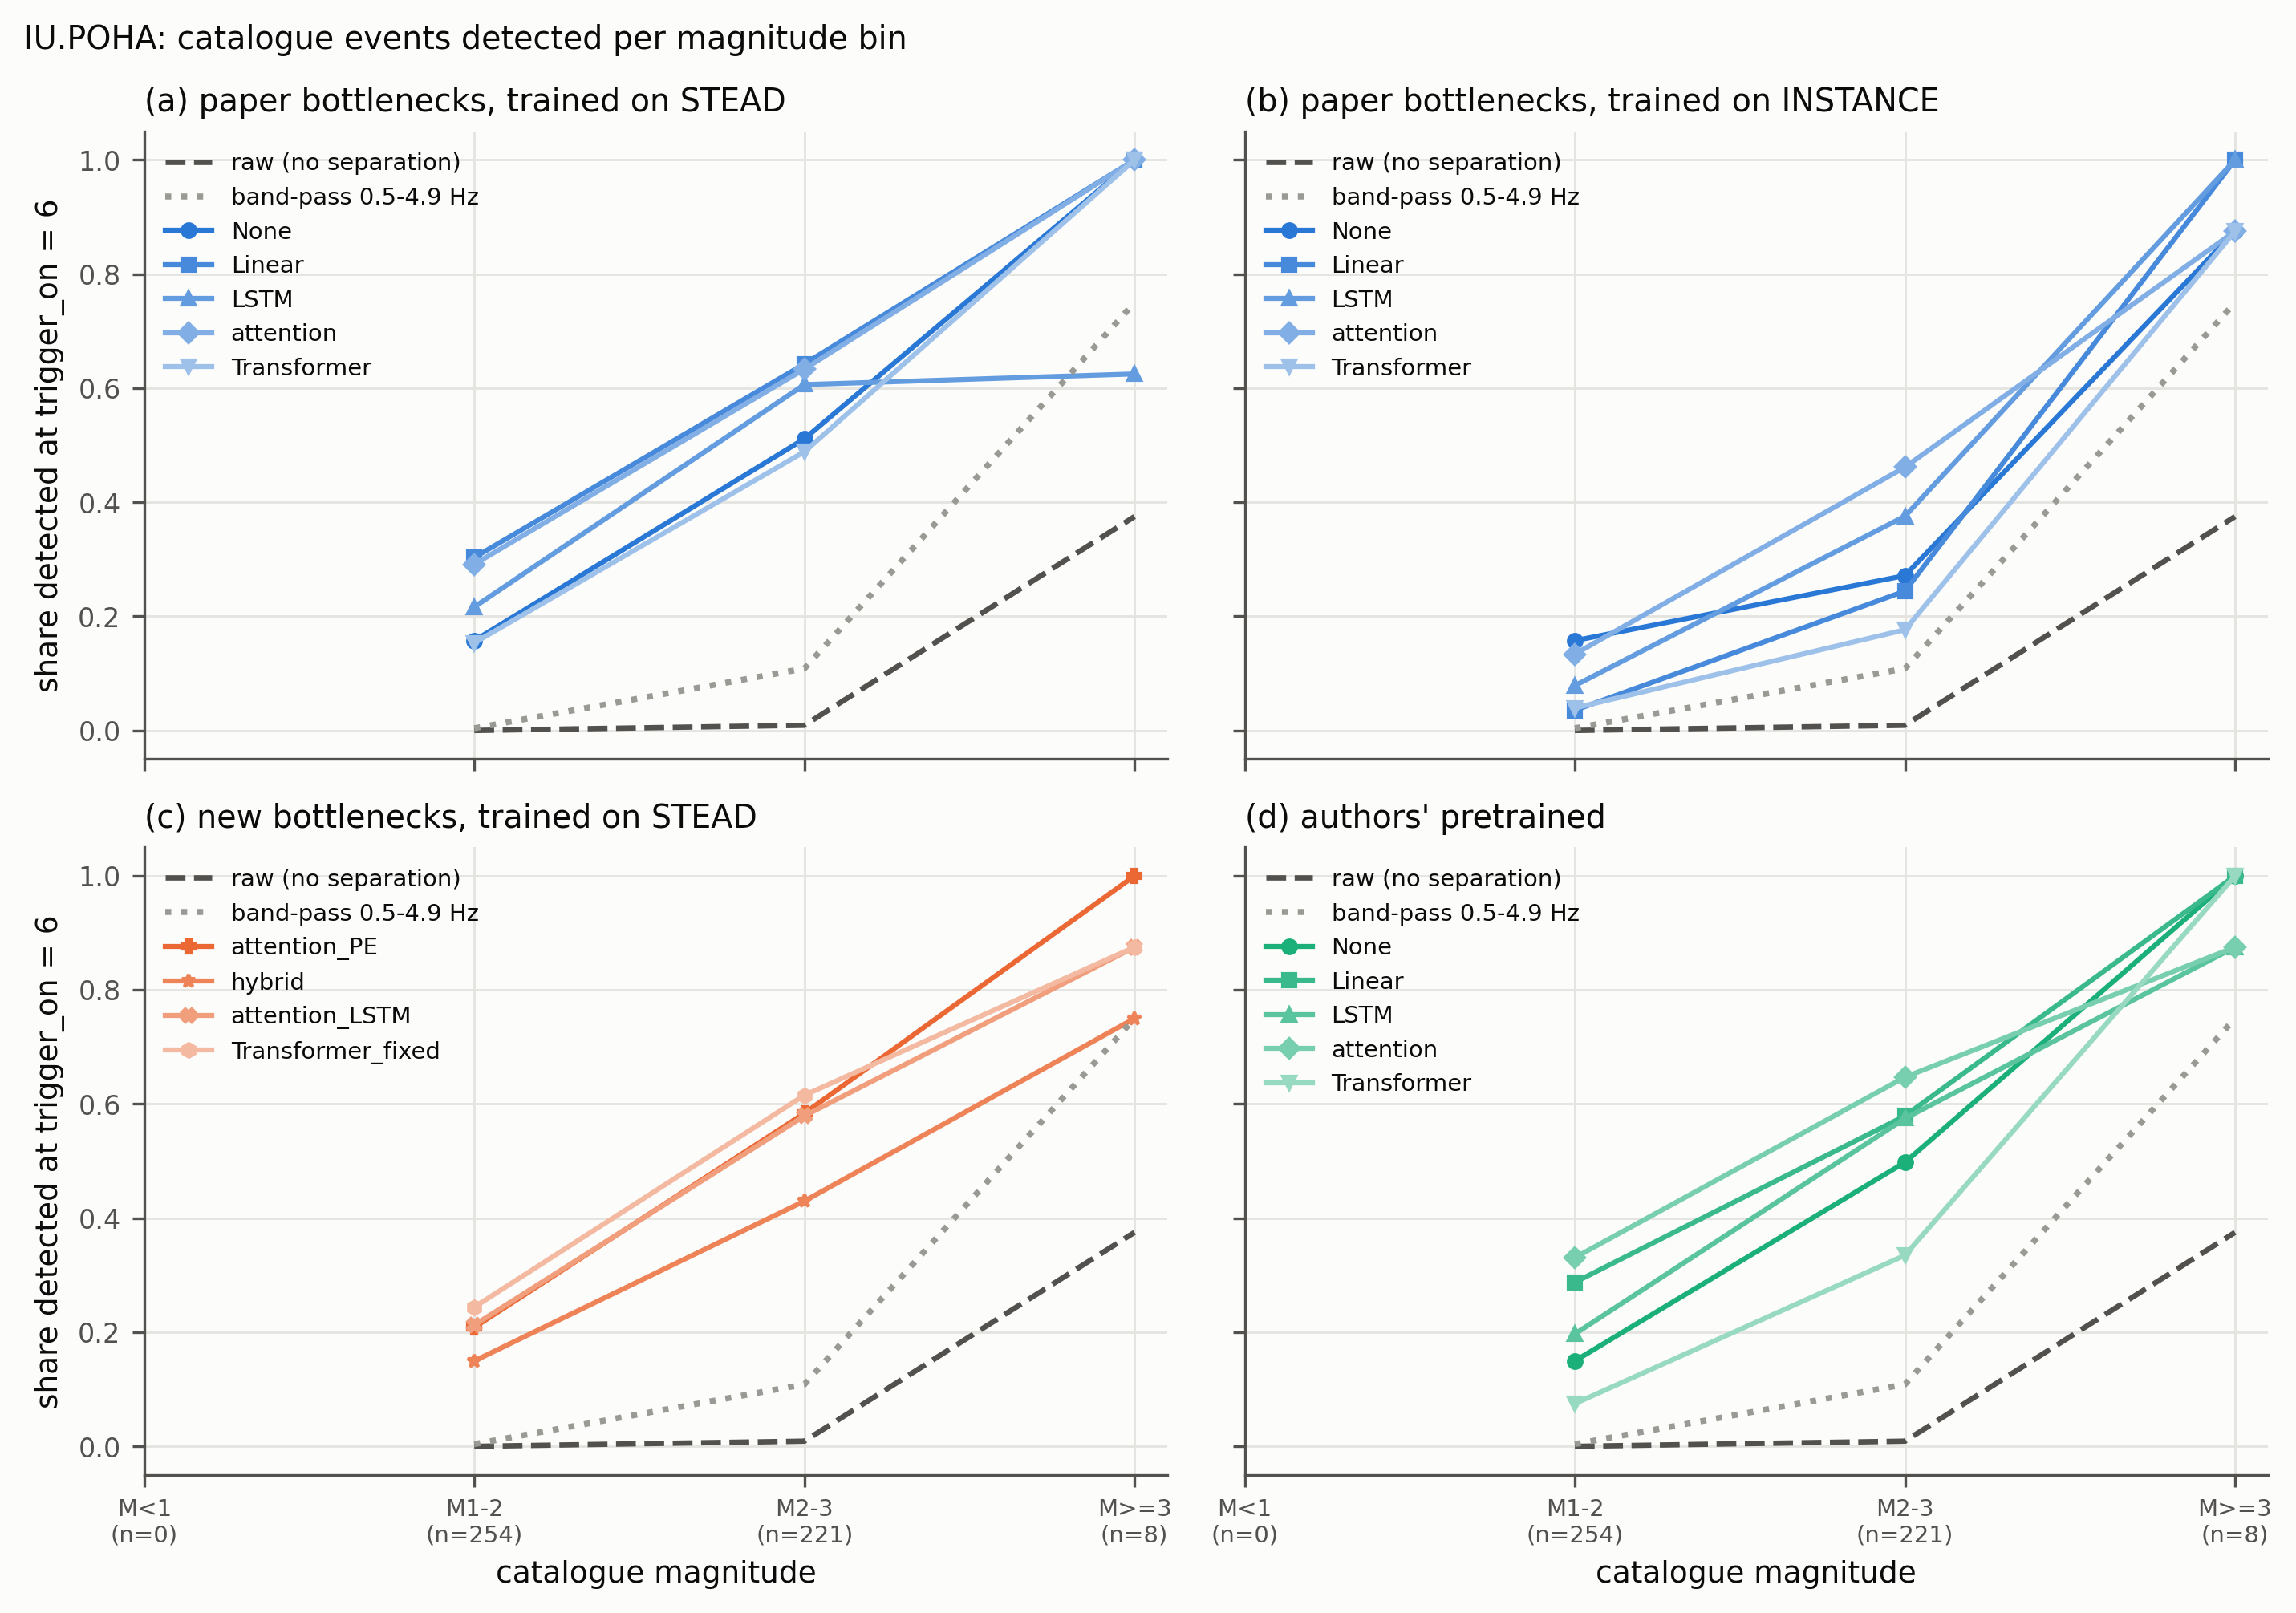 IU.POHA: catalogue events detected per magnitude bin
(a) paper bottlenecks, trained on STEAD
share detected at trigger_on = 6
1.0
0.8
0.6
0.4
0.2
0.0
raw (no separation)
band-pass 0.5-4.9 Hz
None
Linear
LSTM
attention
Transformer
(b) paper bottlenecks, trained on INSTANCE
raw (no separation)
band-pass 0.5-4.9 Hz
None
Linear
LSTM
attention
Transformer
(c) new bottlenecks, trained on STEAD
share detected at trigger_on = 6
1.0
0.8
0.6
0.4
0.2
0.0
raw (no separation)
band-pass 0.5-4.9 Hz
attention_PE
hybrid
attention_LSTM
Transformer_fixed
M<1
(n=0)
M1-2
(n=254)
M2-3
(n=221)
M>=3
(n=8)
catalogue magnitude
(d) authors' pretrained
raw (no separation)
band-pass 0.5-4.9 Hz
None
Linear
LSTM
attention
Transformer
M<1
(n=0)
M1-2
(n=254)
M2-3
(n=221)
M>=3
(n=8)
catalogue magnitude